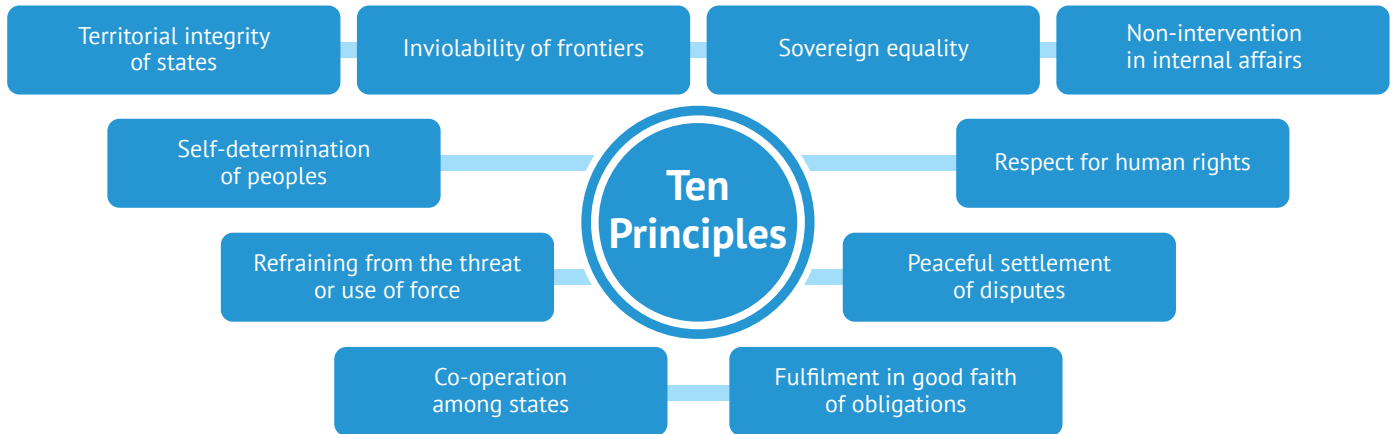 Territorial integrity
of states
Inviolability of frontiers
Sovereign equality
Non-intervention
in internal affairs
Self-determination
of peoples
Ten
Principles
Respect for human rights
Refraining from the threat
or use of force
Peaceful settlement
of disputes
Co-operation
among states
Fulfilment in good faith
of obligations